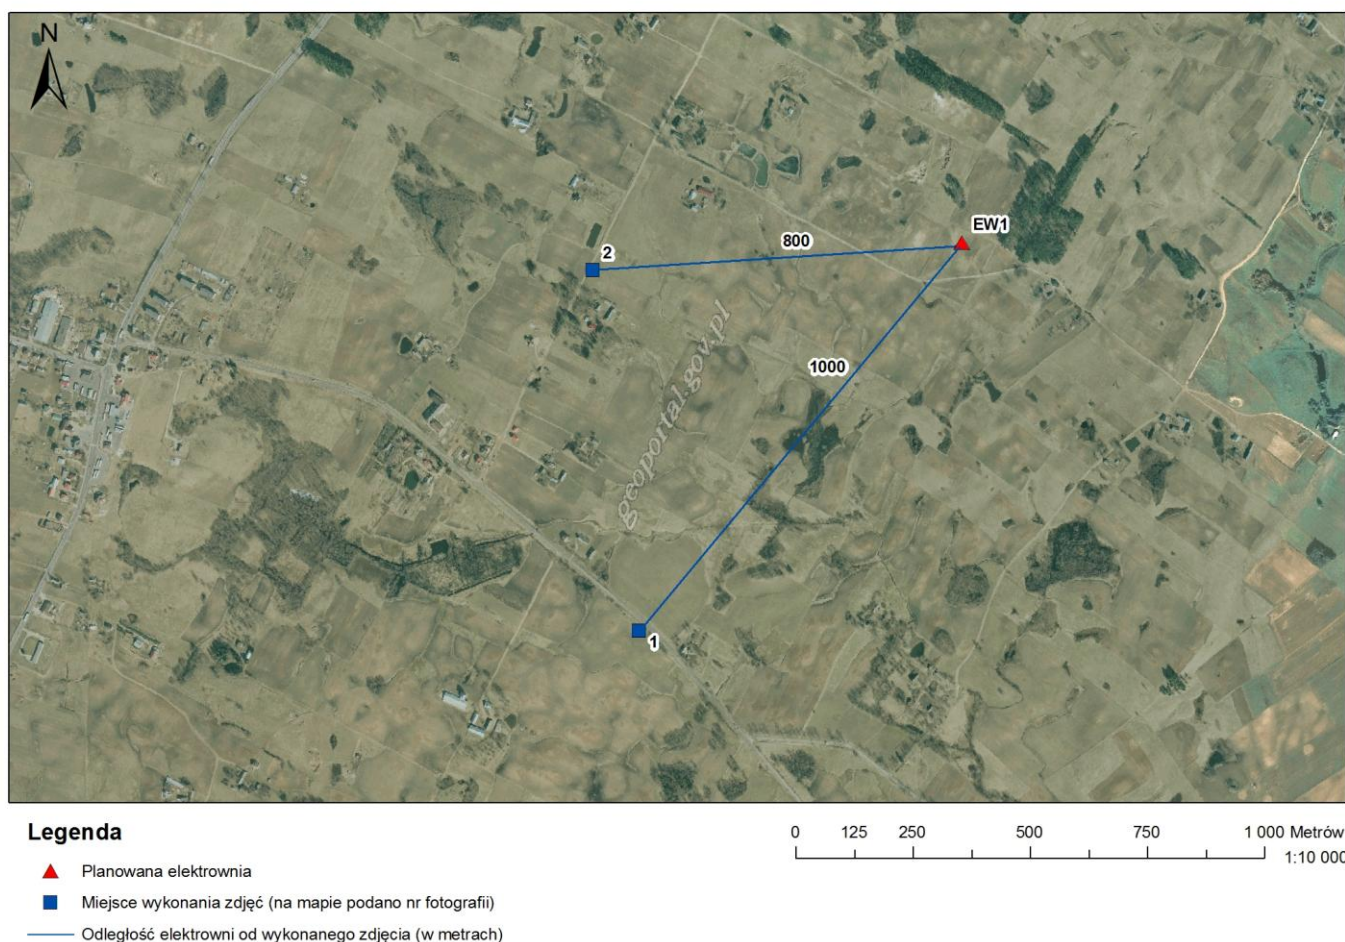 N
EW1
800
2
1000
geoportal.gov.pl
1
Legenda
Planowana elektrownia
Miejsce wykonania zdjęć (na mapie podano nr fotografii)
Odległość elektrowni od wykonanego zdjęcia (w metrach)
0 125 250 500 750 1 000 Metrów
1:10 000